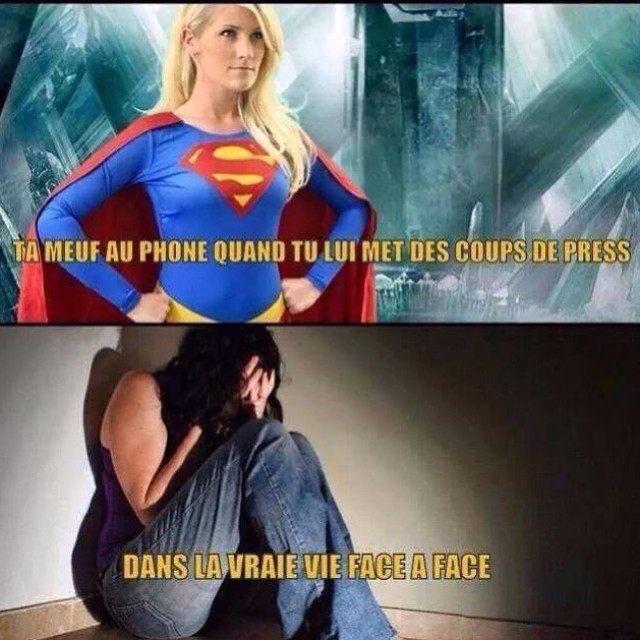 TA MEUF AU PHONE QUAND TU LUI MET DES COUPS DE PRESS
DANS LA VRAIE VIE FACE A FACE